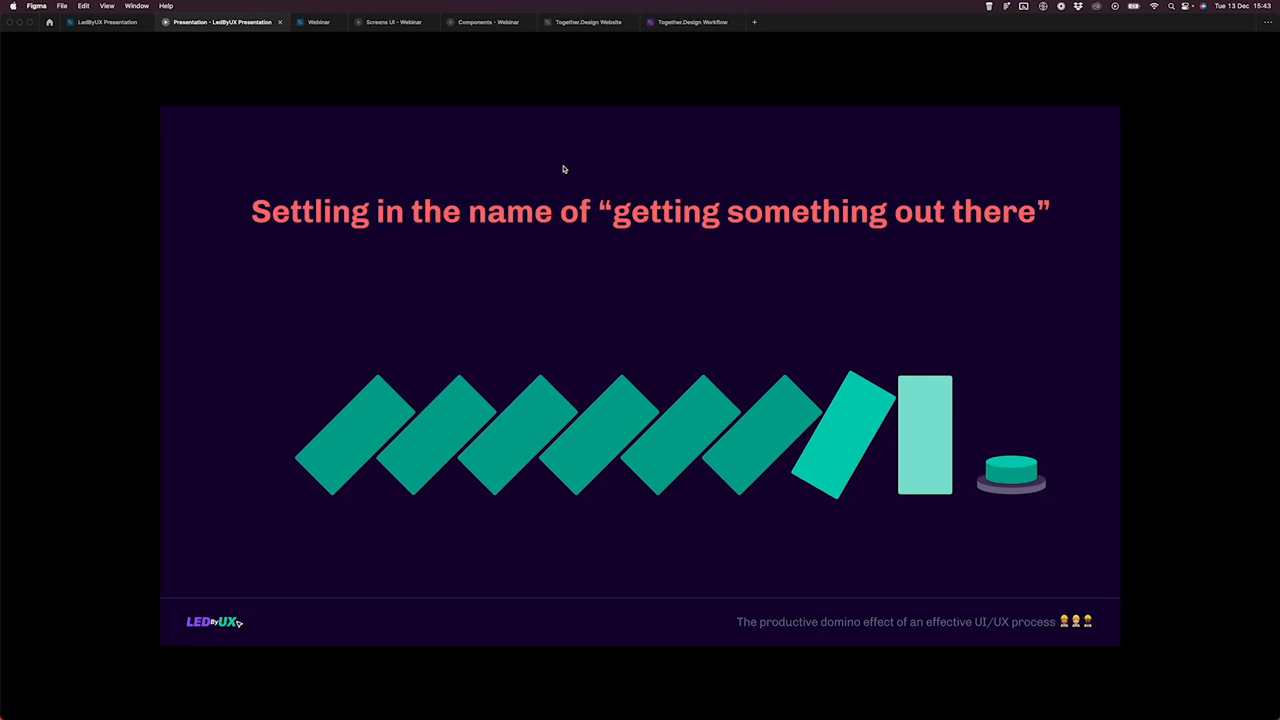 Figma File Edit View Window Help Tue 13 Dec 15:43
LedByUX Presentation Presentation - LedByUX Presentation Webinar Screens UI - Webinar Components - Webinar Together.Design Website Together.Design Workflow
Settling in the name of “getting something out there”
LEDByUX
The productive domino effect of an effective UI/UX process